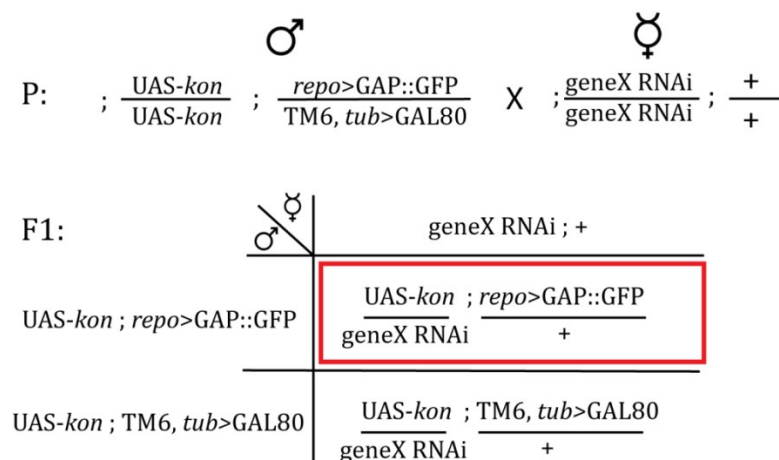 ♂ ☿
P: ; UAS-kon ; repo>GAP::GFP X ; geneX RNAi ; +
UAS-kon TM6, tub>GAL80 geneX RNAi +
F1: ♂ ☿ geneX RNAi ; +
UAS-kon ; repo>GAP::GFP UAS-kon ; repo>GAP::GFP
geneX RNAi +
UAS-kon ; TM6, tub>GAL80 UAS-kon ; TM6, tub>GAL80
geneX RNAi +